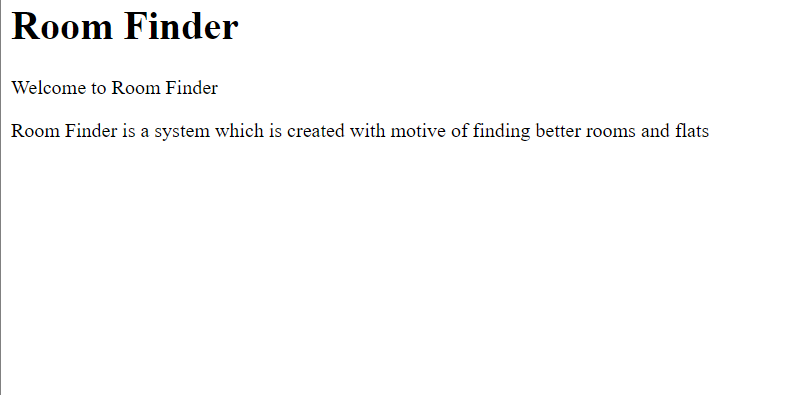 Room Finder
Welcome to Room Finder
Room Finder is a system which is created with motive of finding better rooms and flats